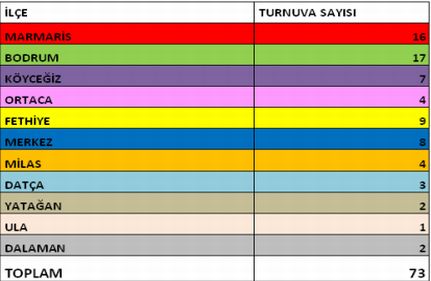 İLÇE TURNUVA SAYISI
MARMARİS 16
BODRUM 17
KÖYCEĞİZ 7
ORTACA 4
FETHİYE 9
MERKEZ 8
MİLAS 4
DATÇA 3
YATAĞAN 2
ULA 1
DALAMAN 2
TOPLAM 73